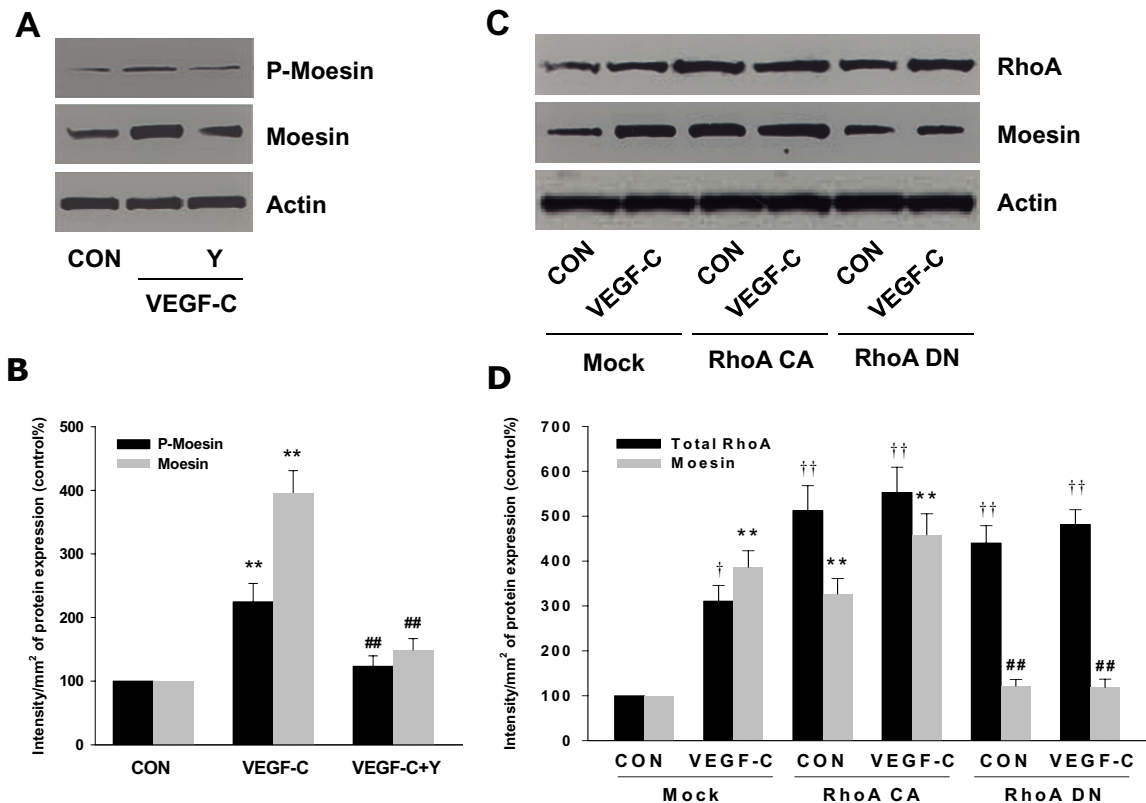 A
P-Moesin
Moesin
Actin
CON
Y
VEGF-C
C
RhoA
Moesin
Actin
CON
VEGF-C
CON
VEGF-C
CON
VEGF-C
Mock
RhoA CA
RhoA DN
B
Intensity/mm² of protein expression (control%)
500
400
300
200
100
0
P-Moesin
Moesin
**
**
##
##
CON
VEGF-C
VEGF-C+Y
D
Intensity/mm² of protein expression (control%)
700
600
500
400
300
200
100
0
Total RhoA
Moesin
†
**
††
**
††
**
††
##
††
##
CON
VEGF-C
CON
VEGF-C
CON
VEGF-C
Mock
RhoA CA
RhoA DN